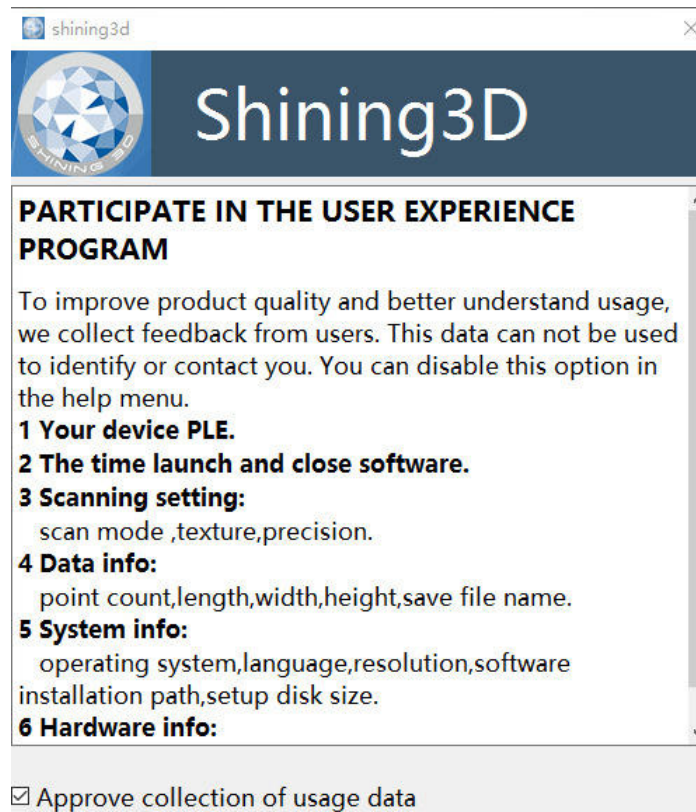 shining3d
Shining3D
SHINING 3D
PARTICIPATE IN THE USER EXPERIENCE
PROGRAM
To improve product quality and better understand usage,
we collect feedback from users. This data can not be used
to identify or contact you. You can disable this option in
the help menu.
1 Your device PLE.
2 The time launch and close software.
3 Scanning setting:
scan mode ,texture,precision.
4 Data info:
point count,length,width,height,save file name.
5 System info:
operating system,language,resolution,software
installation path,setup disk size.
6 Hardware info:
Approve collection of usage data